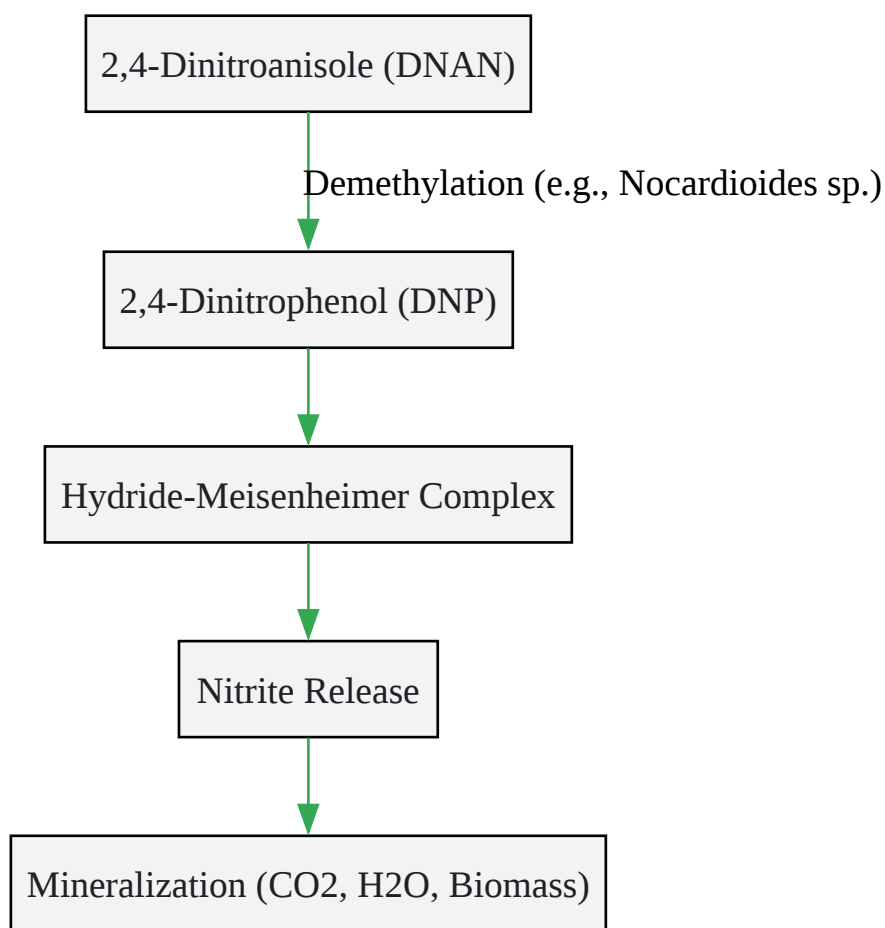 2,4-Dinitroanisole (DNAN)
Demethylation (e.g., Nocardioides sp.)
2,4-Dinitrophenol (DNP)
Hydride-Meisenheimer Complex
Nitrite Release
Mineralization (CO2, H2O, Biomass)